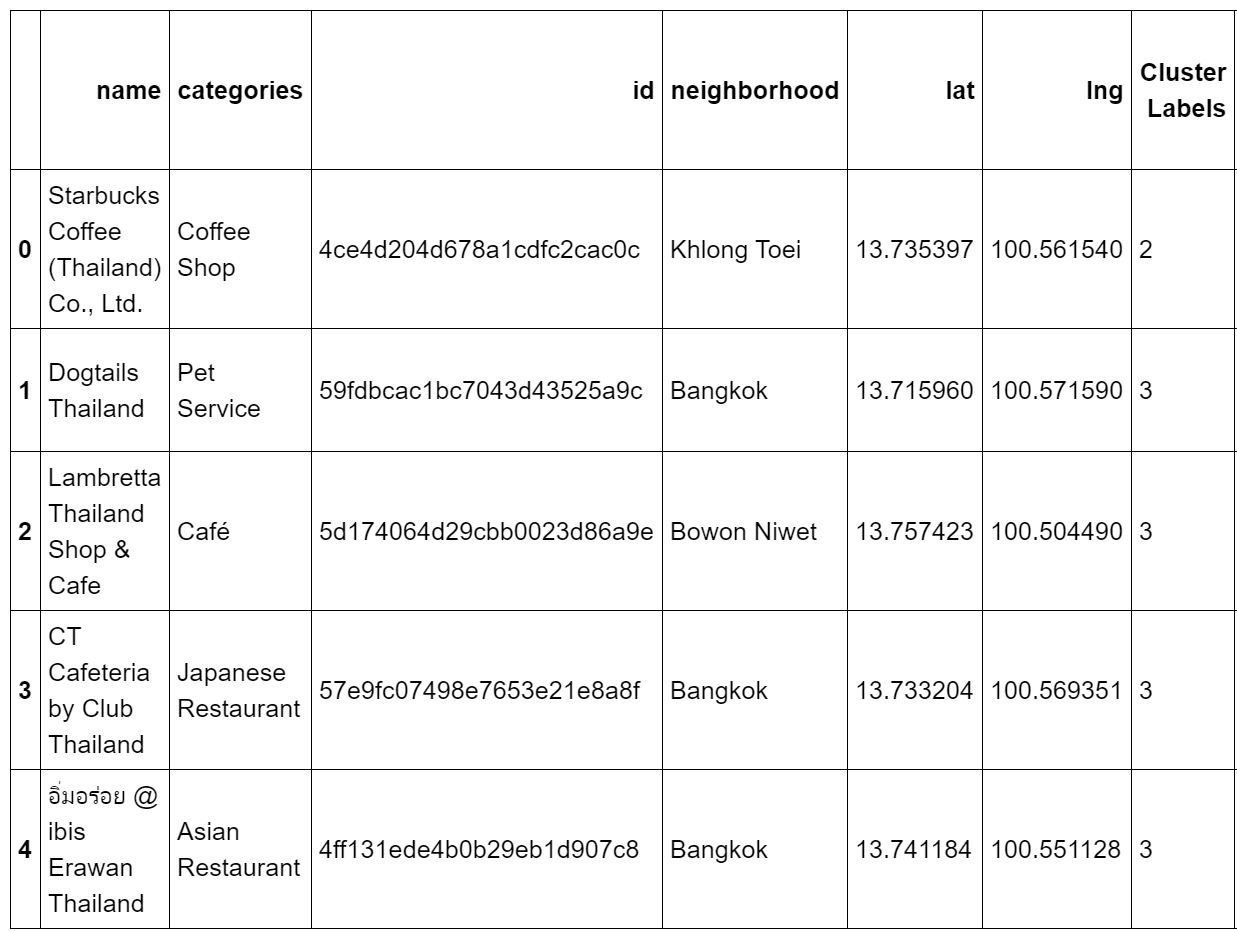 name categories id neighborhood lat lng Cluster Labels
0 Starbucks Coffee (Thailand) Co., Ltd. Coffee Shop 4ce4d204d678a1cdfc2cac0c Khlong Toei 13.735397 100.561540 2
1 Dogtails Thailand Pet Service 59fdbcac1bc7043d43525a9c Bangkok 13.715960 100.571590 3
2 Lambretta Thailand Shop & Cafe Café 5d174064d29cbb0023d86a9e Bowon Niwet 13.757423 100.504490 3
3 CT Cafeteria by Club Thailand Japanese Restaurant 57e9fc07498e7653e21e8a8f Bangkok 13.733204 100.569351 3
4 อิ่มอร่อย @ ibis Erawan Thailand Asian Restaurant 4ff131ede4b0b29eb1d907c8 Bangkok 13.741184 100.551128 3